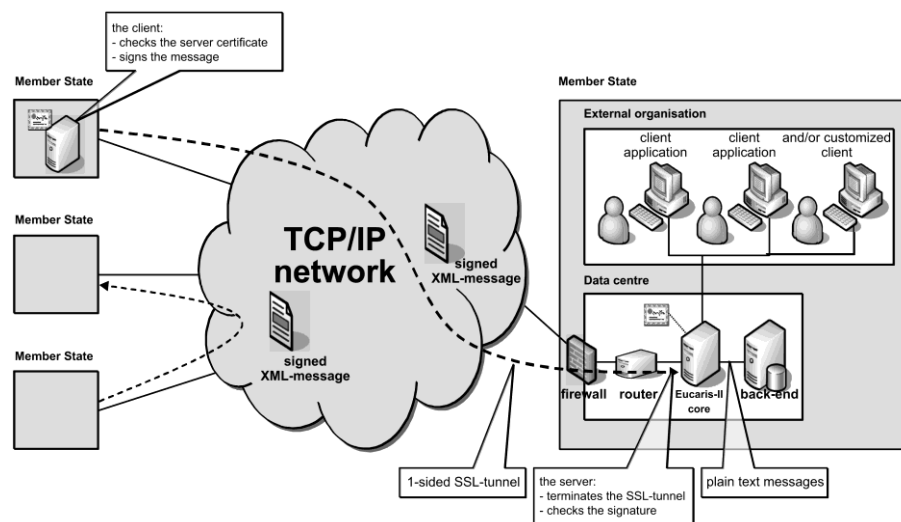 the client:
- checks the server certificate
- signs the message
Member State
Member State
External organisation
client
application
client
application
and/or customized
client
Member State
TCP/IP
network
signed
XML-message
signed
XML-message
Data centre
Member State
firewall
router
Eucaris-II
core
back-end
1-sided SSL-tunnel
the server:
- terminates the SSL-tunnel
- checks the signature
plain text messages